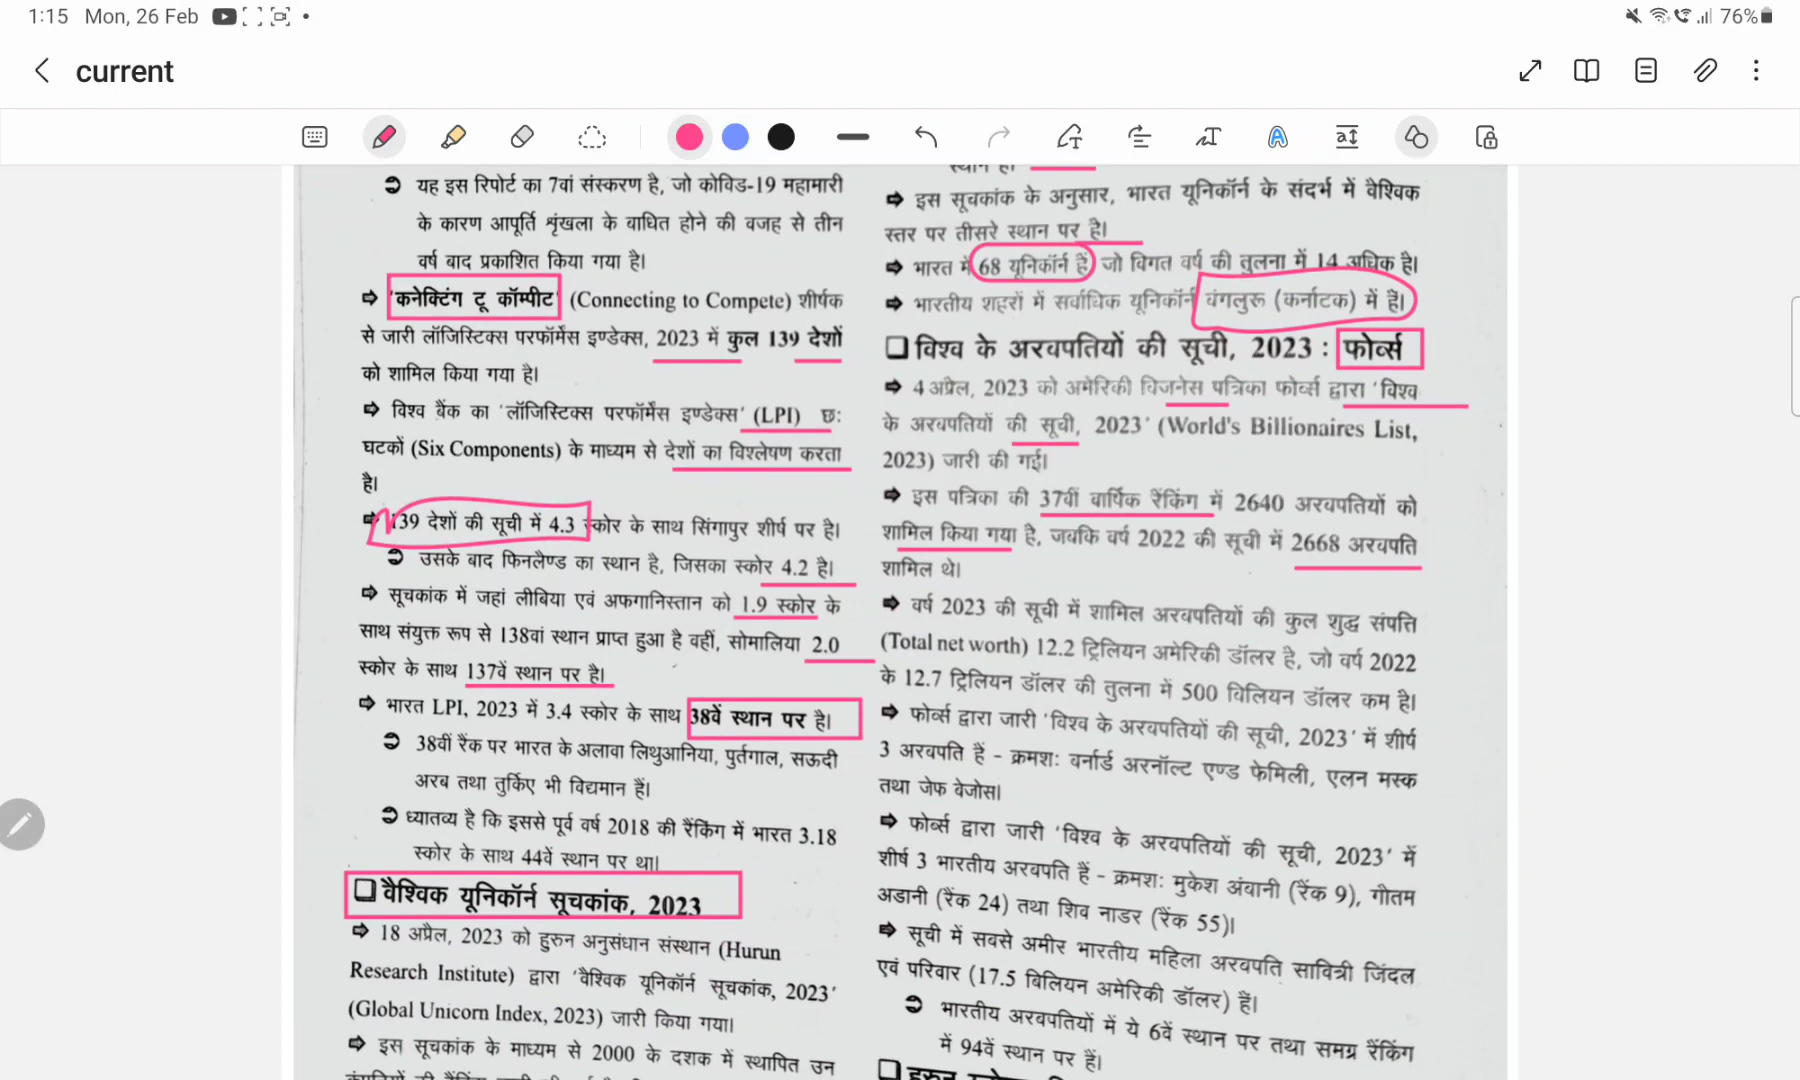 1:15 Mon, 26 Feb
76%
current
यह इस रिपोर्ट का 7वां संस्करण है, जो कोविड-19 महामारी
के कारण आपूर्ति शृंखला के बाधित होने की वजह से तीन
वर्ष बाद प्रकाशित किया गया है।
'कनेक्टिंग टू कॉम्पीट' (Connecting to Compete) शीर्षक
से जारी लॉजिस्टिक्स परफॉर्मेंस इण्डेक्स, 2023 में कुल 139 देशों
को शामिल किया गया है।
विश्व बैंक का 'लॉजिस्टिक्स परफॉर्मेंस इण्डेक्स' (LPI) छ:
घटकों (Six Components) के माध्यम से देशों का विश्लेषण करता
है।
139 देशों की सूची में 4.3 स्कोर के साथ सिंगापुर शीर्ष पर है।
उसके बाद फिनलैण्ड का स्थान है, जिसका स्कोर 4.2 है।
सूचकांक में जहां लीबिया एवं अफगानिस्तान को 1.9 स्कोर के
साथ संयुक्त रूप से 138वां स्थान प्राप्त हुआ है वहीं, सोमालिया 2.0
स्कोर के साथ 137वें स्थान पर है।
भारत LPI, 2023 में 3.4 स्कोर के साथ 38वें स्थान पर है।
38वीं रैंक पर भारत के अलावा लिथुआनिया, पुर्तगाल, सऊदी
अरब तथा तुर्किए भी विद्यमान हैं।
ध्यातव्य है कि इससे पूर्व वर्ष 2018 की रैंकिंग में भारत 3.18
स्कोर के साथ 44वें स्थान पर था।
वैश्विक यूनिकॉर्न सूचकांक, 2023
18 अप्रैल, 2023 को हुरुन अनुसंधान संस्थान (Hurun
Research Institute) द्वारा 'वैश्विक यूनिकॉर्न सूचकांक, 2023'
(Global Unicorn Index, 2023) जारी किया गया।
इस सूचकांक के माध्यम से 2000 के दशक में स्थापित उन
स्थान है।
इस सूचकांक के अनुसार, भारत यूनिकॉर्न के संदर्भ में वैश्विक
स्तर पर तीसरे स्थान पर है।
भारत में 68 यूनिकॉर्न हैं जो विगत वर्ष की तुलना में 14 अधिक है।
भारतीय शहरों में सर्वाधिक यूनिकॉर्न बंगलुरू (कर्नाटक) में हैं।
विश्व के अरबपतियों की सूची, 2023 : फोर्ब्स
4 अप्रैल, 2023 को अमेरिकी बिजनेस पत्रिका फोर्ब्स द्वारा 'विश्व
के अरबपतियों की सूची, 2023' (World's Billionaires List,
2023) जारी की गई।
इस पत्रिका की 37वीं वार्षिक रैंकिंग में 2640 अरबपतियों को
शामिल किया गया है, जबकि वर्ष 2022 की सूची में 2668 अरबपति
शामिल थे।
वर्ष 2023 की सूची में शामिल अरबपतियों की कुल शुद्ध संपत्ति
(Total net worth) 12.2 ट्रिलियन अमेरिकी डॉलर है, जो वर्ष 2022
के 12.7 ट्रिलियन डॉलर की तुलना में 500 बिलियन डॉलर कम है।
फोर्ब्स द्वारा जारी 'विश्व के अरबपतियों की सूची, 2023' में शीर्ष
3 अरबपति हैं - क्रमश: बर्नार्ड अरनॉल्ट एण्ड फेमिली, एलन मस्क
तथा जेफ बेजोस।
फोर्ब्स द्वारा जारी 'विश्व के अरबपतियों की सूची, 2023' में
शीर्ष 3 भारतीय अरबपति हैं - क्रमश: मुकेश अंबानी (रैंक 9), गौतम
अडानी (रैंक 24) तथा शिव नाडर (रैंक 55)।
सूची में सबसे अमीर भारतीय महिला अरबपति सावित्री जिंदल
एवं परिवार (17.5 बिलियन अमेरिकी डॉलर) हैं।
भारतीय अरबपतियों में ये 6वें स्थान पर तथा समग्र रैंकिंग
में 94वें स्थान पर हैं।